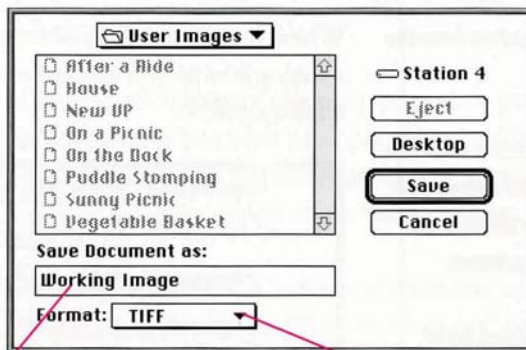 User Images
After a Ride
House
New UP
On a Picnic
On the Dock
Puddle Stomping
Sunny Picnic
Vegetable Basket
Station 4
Eject
Desktop
Save
Cancel
Save Document as:
Working Image
Format: TIFF